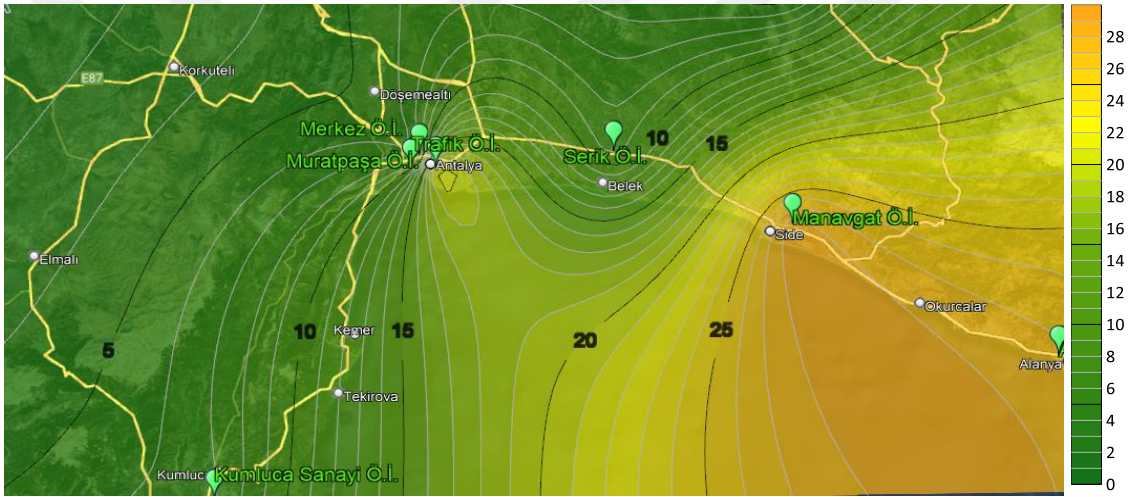 Korkuteli
E87
Döşemealtı
Merkez Ö.İ.
Trafik Ö.İ.
Muratpaşa Ö.İ.
Antalya
Serik Ö.İ.
10
15
Belek
Manavgat Ö.İ.
Side
Elmalı
Okurcalar
Kemer
5
10
15
20
25
Alanya
Tekirova
Kumluc
Kumluca Sanayi Ö.İ.
28
26
24
22
20
18
16
14
12
10
8
6
4
2
0